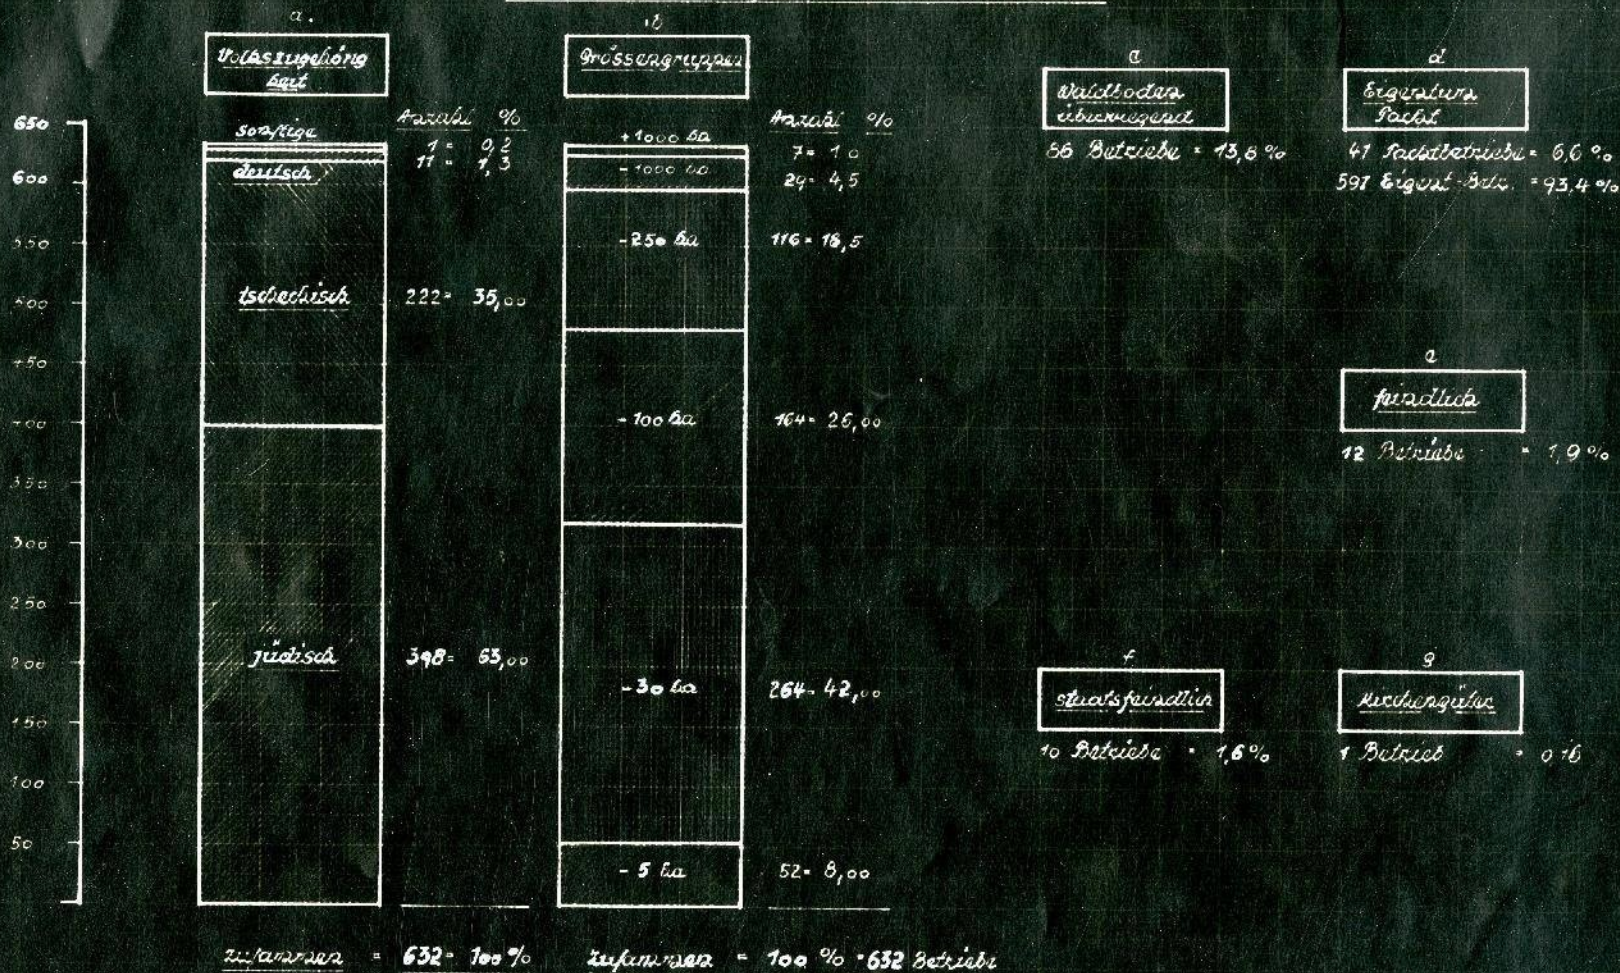 a.
Volkszugehörig
keit
Anzahl %
sonstige
1 = 0,2
11 = 1,3
deutsch
tschechisch
222 = 35,00
jüdisch
398 = 63,00
zusammen = 632 = 100 %
650
600
550
500
450
400
350
300
250
200
150
100
50
b
Grössengruppen
Anzahl %
+ 1000 ha
7 = 1 0
- 1000 ha
29 = 4,5
- 250 ha
116 = 18,5
- 100 ha
164 = 26,00
- 30 ha
264 = 42,00
- 5 ha
52 = 8,00
zusammen = 100 % = 632 Betriebe
c
Waldboden
überwiegend
86 Betriebe = 13,8 %
d
Eigentum
Pacht
41 Pachtbetriebe = 6,6 %
591 Eigent-Betr. = 93,4 %
e
feindlich
12 Betriebe = 1,9 %
f
staatsfeindlich
10 Betriebe = 1,6 %
g
Kirchengüter
1 Betrieb = 0 16